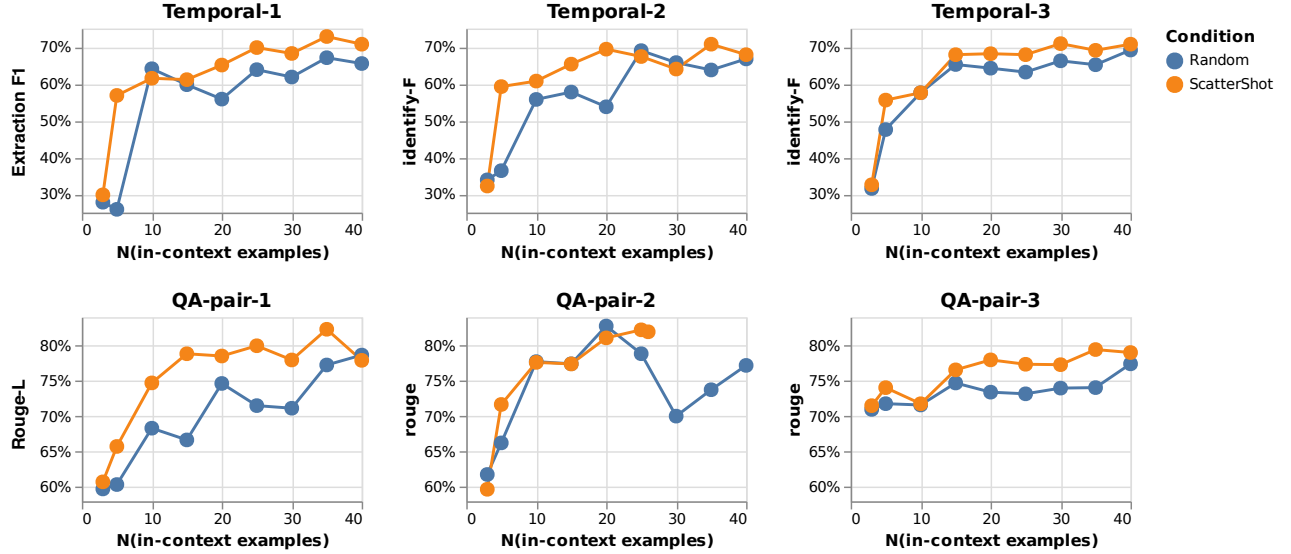 Temporal-1
Temporal-2
Temporal-3
Condition
Random
ScatterShot
Extraction F1
70%
60%
50%
40%
30%
0 10 20 30 40
N(in-context examples)
identify-F
70%
60%
50%
40%
30%
0 10 20 30 40
N(in-context examples)
identify-F
70%
60%
50%
40%
30%
0 10 20 30 40
N(in-context examples)
QA-pair-1
QA-pair-2
QA-pair-3
Rouge-L
80%
75%
70%
65%
60%
0 10 20 30 40
N(in-context examples)
rouge
80%
75%
70%
65%
60%
0 10 20 30 40
N(in-context examples)
rouge
80%
75%
70%
65%
60%
0 10 20 30 40
N(in-context examples)